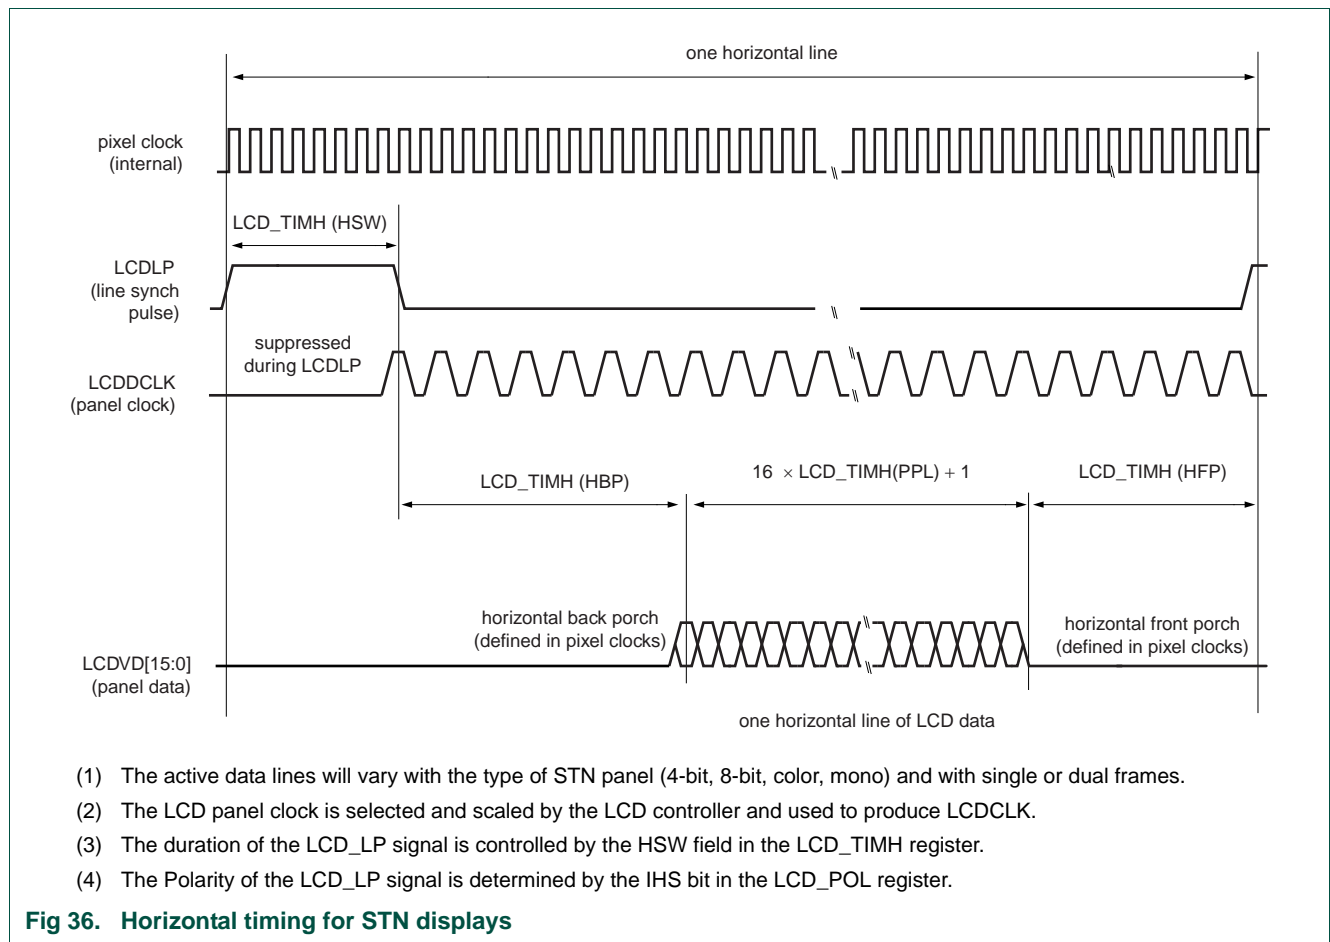 one horizontal line
pixel clock
(internal)
LCD_TIMH (HSW)
LCDLP
(line synch
pulse)
suppressed
during LCDLP
LCDDCLK
(panel clock)
LCD_TIMH (HBP)
16 × LCD_TIMH(PPL) + 1
LCD_TIMH (HFP)
horizontal back porch
(defined in pixel clocks)
horizontal front porch
(defined in pixel clocks)
LCDVD[15:0]
(panel data)
one horizontal line of LCD data
(1) The active data lines will vary with the type of STN panel (4-bit, 8-bit, color, mono) and with single or dual frames.
(2) The LCD panel clock is selected and scaled by the LCD controller and used to produce LCDCLK.
(3) The duration of the LCD_LP signal is controlled by the HSW field in the LCD_TIMH register.
(4) The Polarity of the LCD_LP signal is determined by the IHS bit in the LCD_POL register.
Fig 36. Horizontal timing for STN displays